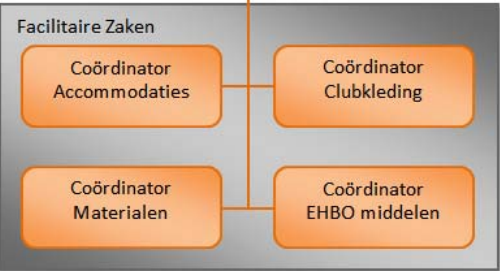 Facilitaire Zaken
Coördinator
Accommodaties
Coördinator
Clubkleding
Coördinator
Materialen
Coördinator
EHBO middelen